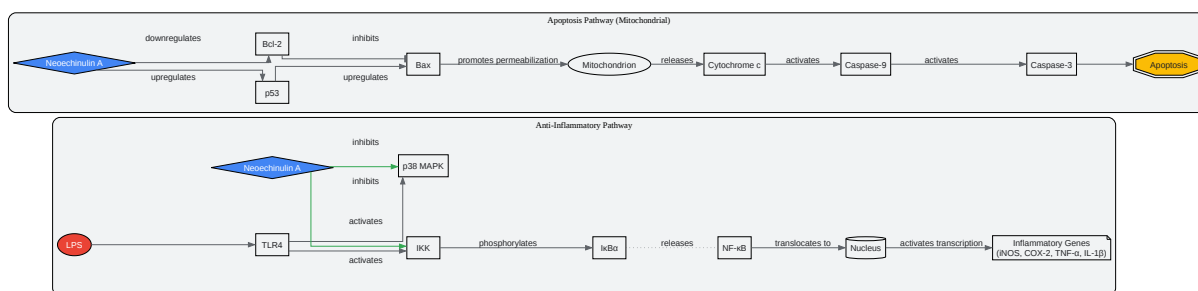 Apoptosis Pathway (Mitochondrial)
downregulates
Bcl-2
inhibits
Neoechinulin A
Bax
promotes permeabilization
Mitochondrion
releases
Cytochrome c
activates
Caspase-9
activates
Caspase-3
Apoptosis
upregulates
p53
upregulates
Anti-Inflammatory Pathway
inhibits
Neoechinulin A
p38 MAPK
inhibits
activates
LPS
TLR4
activates
IKK
phosphorylates
IκBα
releases
NF-κB
translocates to
Nucleus
activates transcription
Inflammatory Genes
(iNOS, COX-2, TNF-α, IL-1β)